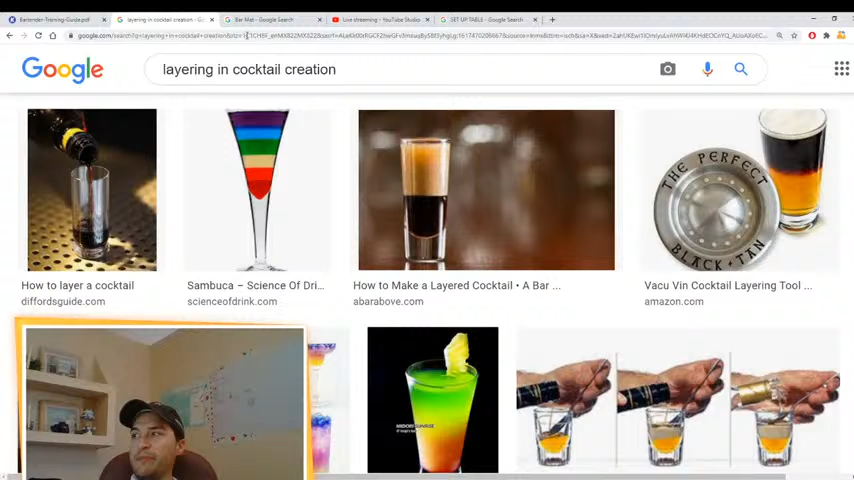 Bartender-Training-Guide.pdf
layering in cocktail creation - G
Bar Mat - Google Search
Live streaming - YouTube Studio
SET UP TABLE - Google Search
Google
layering in cocktail creation
THE PERFECT
BLACK + TAN
How to layer a cocktail
diffordsguide.com
Sambuca – Science Of Dri...
scienceofdrink.com
How to Make a Layered Cocktail • A Bar ...
abarabove.com
Vacu Vin Cocktail Layering Tool ...
amazon.com